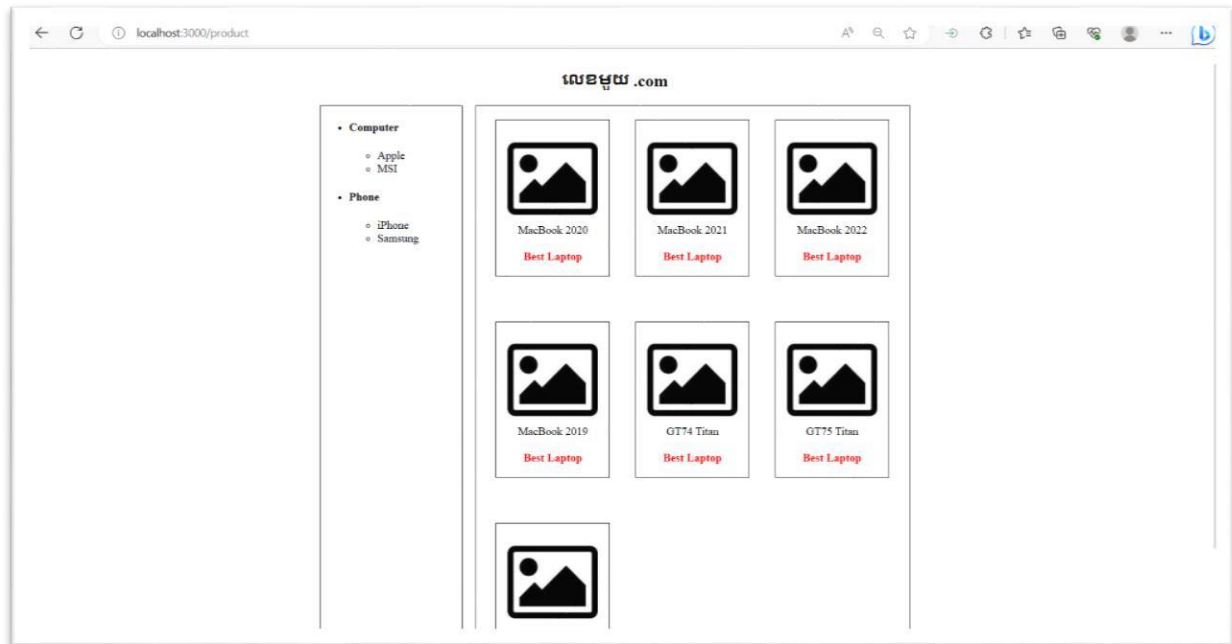 localhost:3000/product
លេខមួយ .com
Computer
Apple
MSI
Phone
iPhone
Samsung
MacBook 2020
MacBook 2021
MacBook 2022
Best Laptop
Best Laptop
Best Laptop
MacBook 2019
GT74 Titan
GT75 Titan
Best Laptop
Best Laptop
Best Laptop